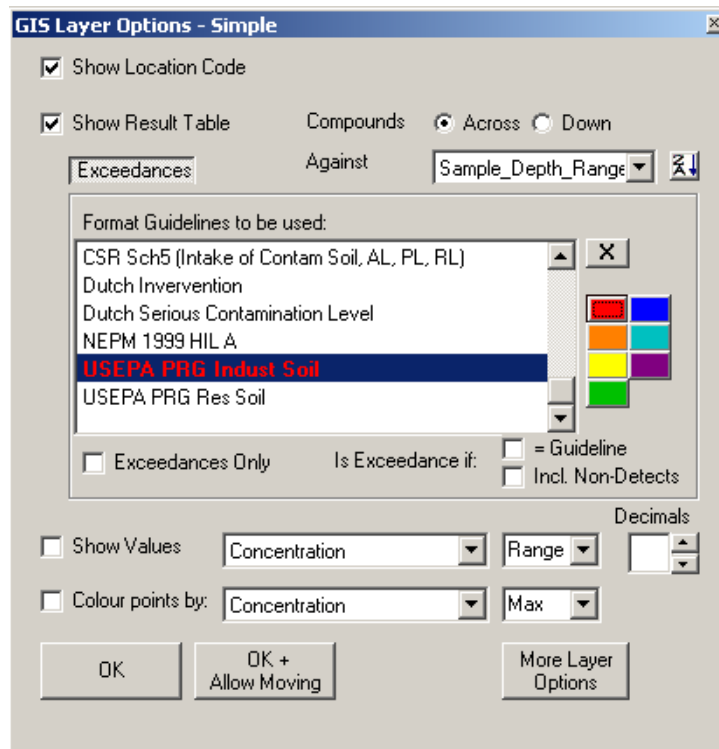 GIS Layer Options - Simple
Show Location Code
Show Result Table Compounds Across Down
Exceedances Against Sample_Depth_Range
Format Guidelines to be used:
CSR Sch5 (Intake of Contam Soil, AL, PL, RL) X
Dutch Invervention
Dutch Serious Contamination Level
NEPM 1999 HIL A
USEPA PRG Indust Soil
USEPA PRG Res Soil
Exceedances Only Is Exceedance if: = Guideline
Incl. Non-Detects
Decimals
Show Values Concentration Range
Colour points by: Concentration Max
OK OK + Allow Moving More Layer Options